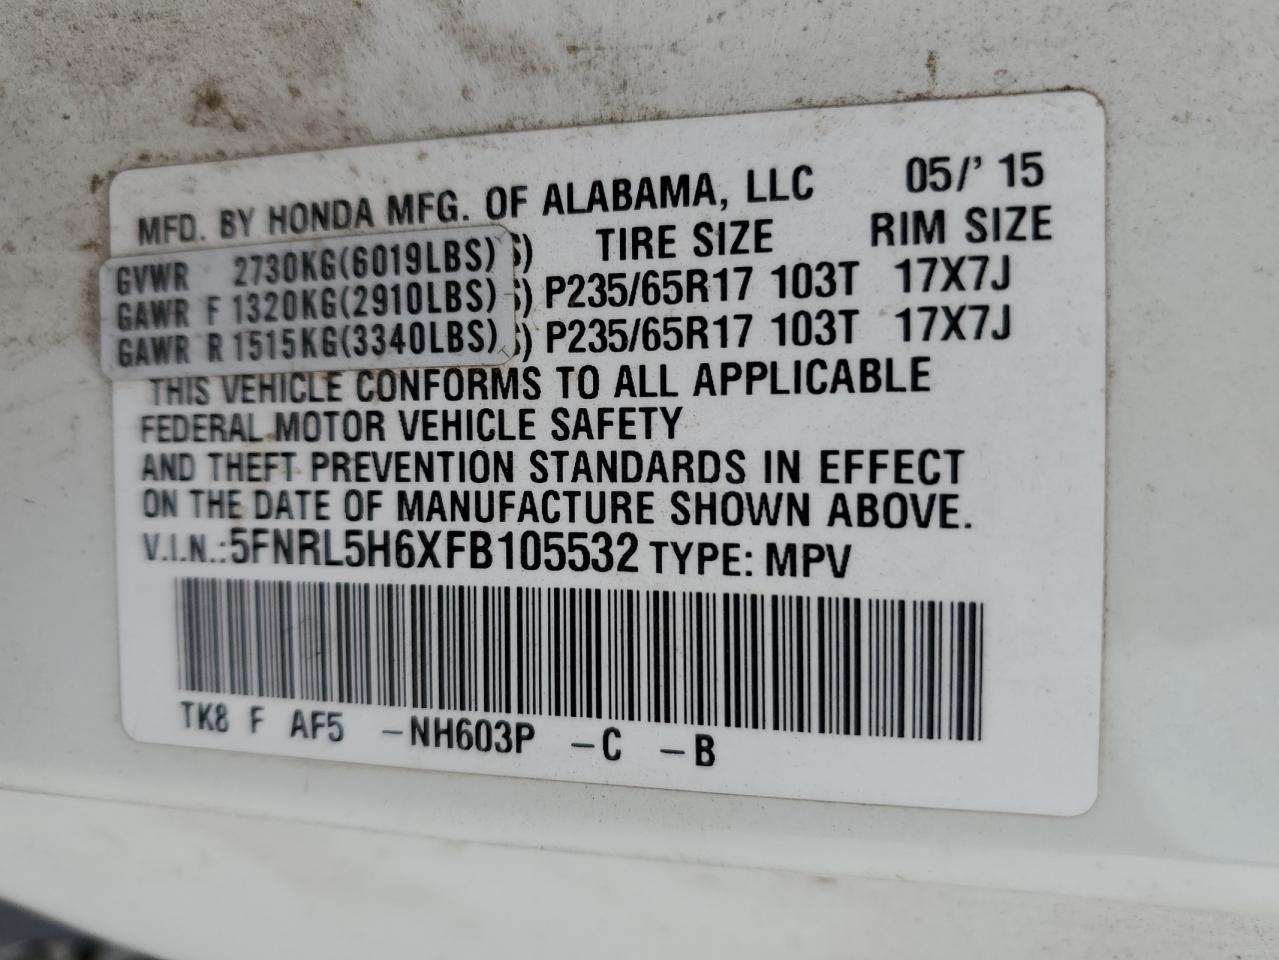 MFD. BY HONDA MFG. OF ALABAMA, LLC 05/' 15
GVWR 2730KG(6019LBS) S) TIRE SIZE RIM SIZE
GAWR F 1320KG(2910LBS) S) P235/65R17 103T 17X7J
GAWR R 1515KG(3340LBS) S) P235/65R17 103T 17X7J
THIS VEHICLE CONFORMS TO ALL APPLICABLE
FEDERAL MOTOR VEHICLE SAFETY
AND THEFT PREVENTION STANDARDS IN EFFECT
ON THE DATE OF MANUFACTURE SHOWN ABOVE.
V.I.N.:5FNRL5H6XFB105532 TYPE: MPV
TK8 F AF5 -NH603P -C -B